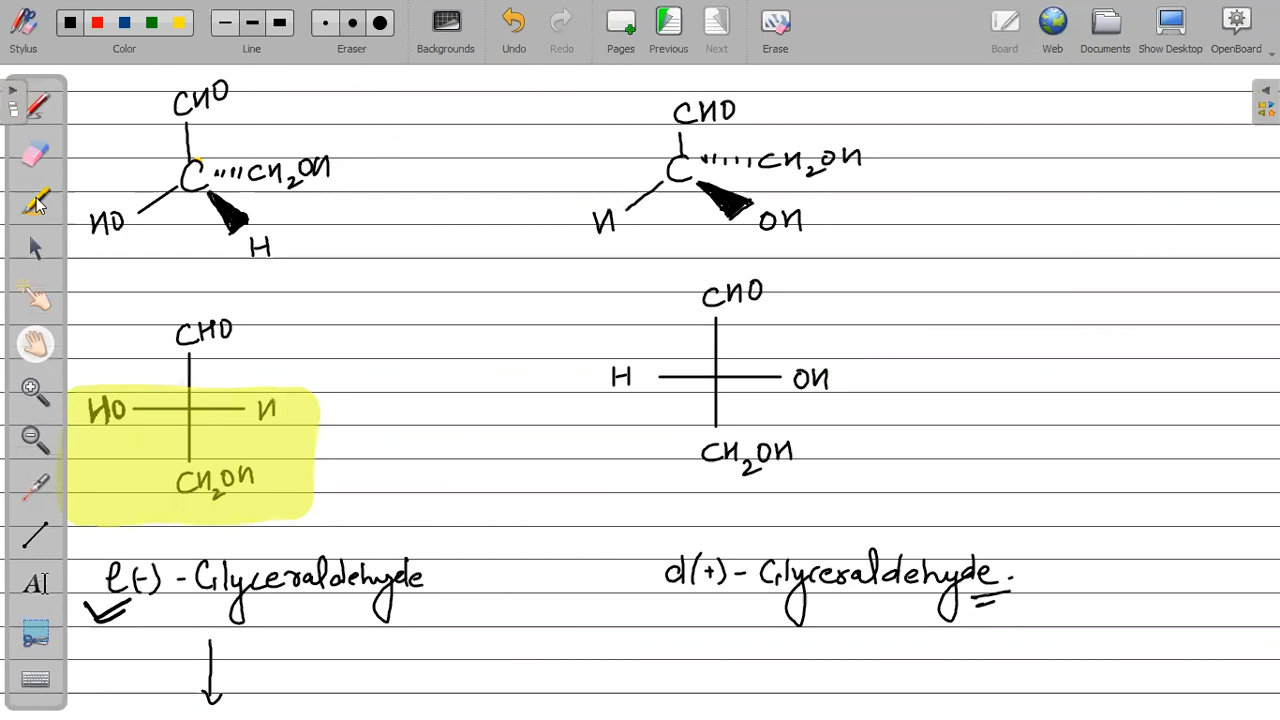 Stylus Color Line Eraser Backgrounds Undo Redo Pages Previous Next Erase Board Web Documents Show Desktop OpenBoard
CHO
C CH2OH
HO
H
CHO
C CH2OH
H OH
CHO
HO H
CH2OH
CHO
H OH
CH2OH
l(-) - Glyceraldehyde
d(+) - Glyceraldehyde.